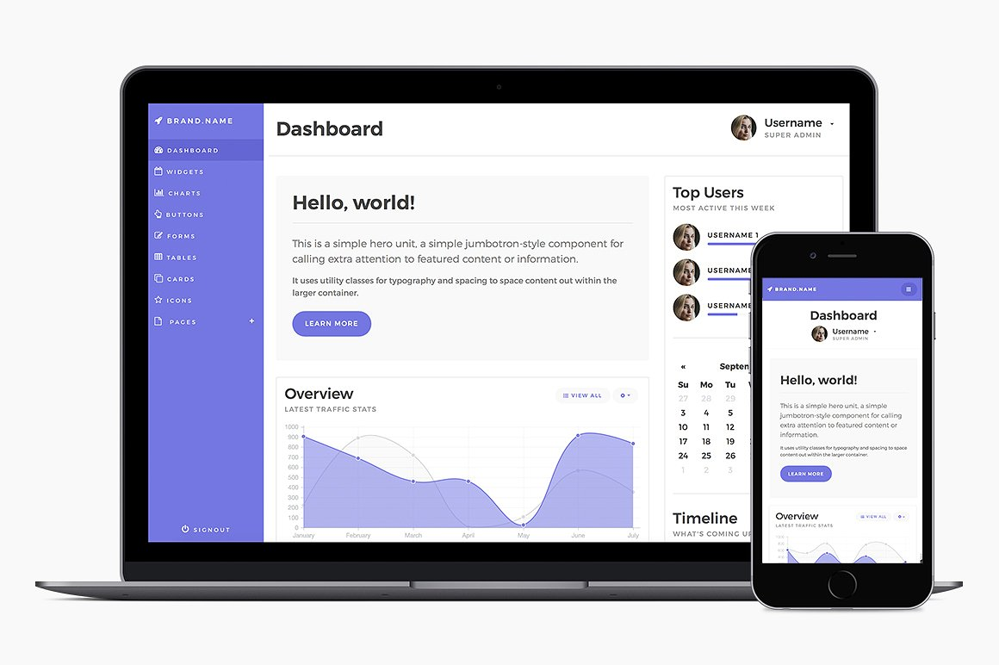 BRAND.NAME
DASHBOARD
WIDGETS
CHARTS
BUTTONS
FORMS
TABLES
CARDS
ICONS
PAGES +
SIGNOUT
Dashboard
Username
SUPER ADMIN
Hello, world!
This is a simple hero unit, a simple jumbotron-style component for
calling extra attention to featured content or information.
It uses utility classes for typography and spacing to space content out within the
larger container.
LEARN MORE
Overview
LATEST TRAFFIC STATS
VIEW ALL
1000
900
800
700
600
500
400
300
200
100
0
January February March April May June July
Top Users
MOST ACTIVE THIS WEEK
USERNAME 1
USERNAME
USERNAME
« Septem
Su Mo Tu
27 28 29
3 4 5
10 11 12
17 18 19
24 25 26
1 2 3
Timeline
WHAT'S COMING UP
BRAND.NAME
Dashboard
Username
SUPER ADMIN
Hello, world!
This is a simple hero unit, a simple
jumbotron-style component for calling
extra attention to featured content or
information.
It uses utility classes for typography and spacing to space
content out within the larger container.
LEARN MORE
Overview
LATEST TRAFFIC STATS
VIEW ALL
1000
800
600
400